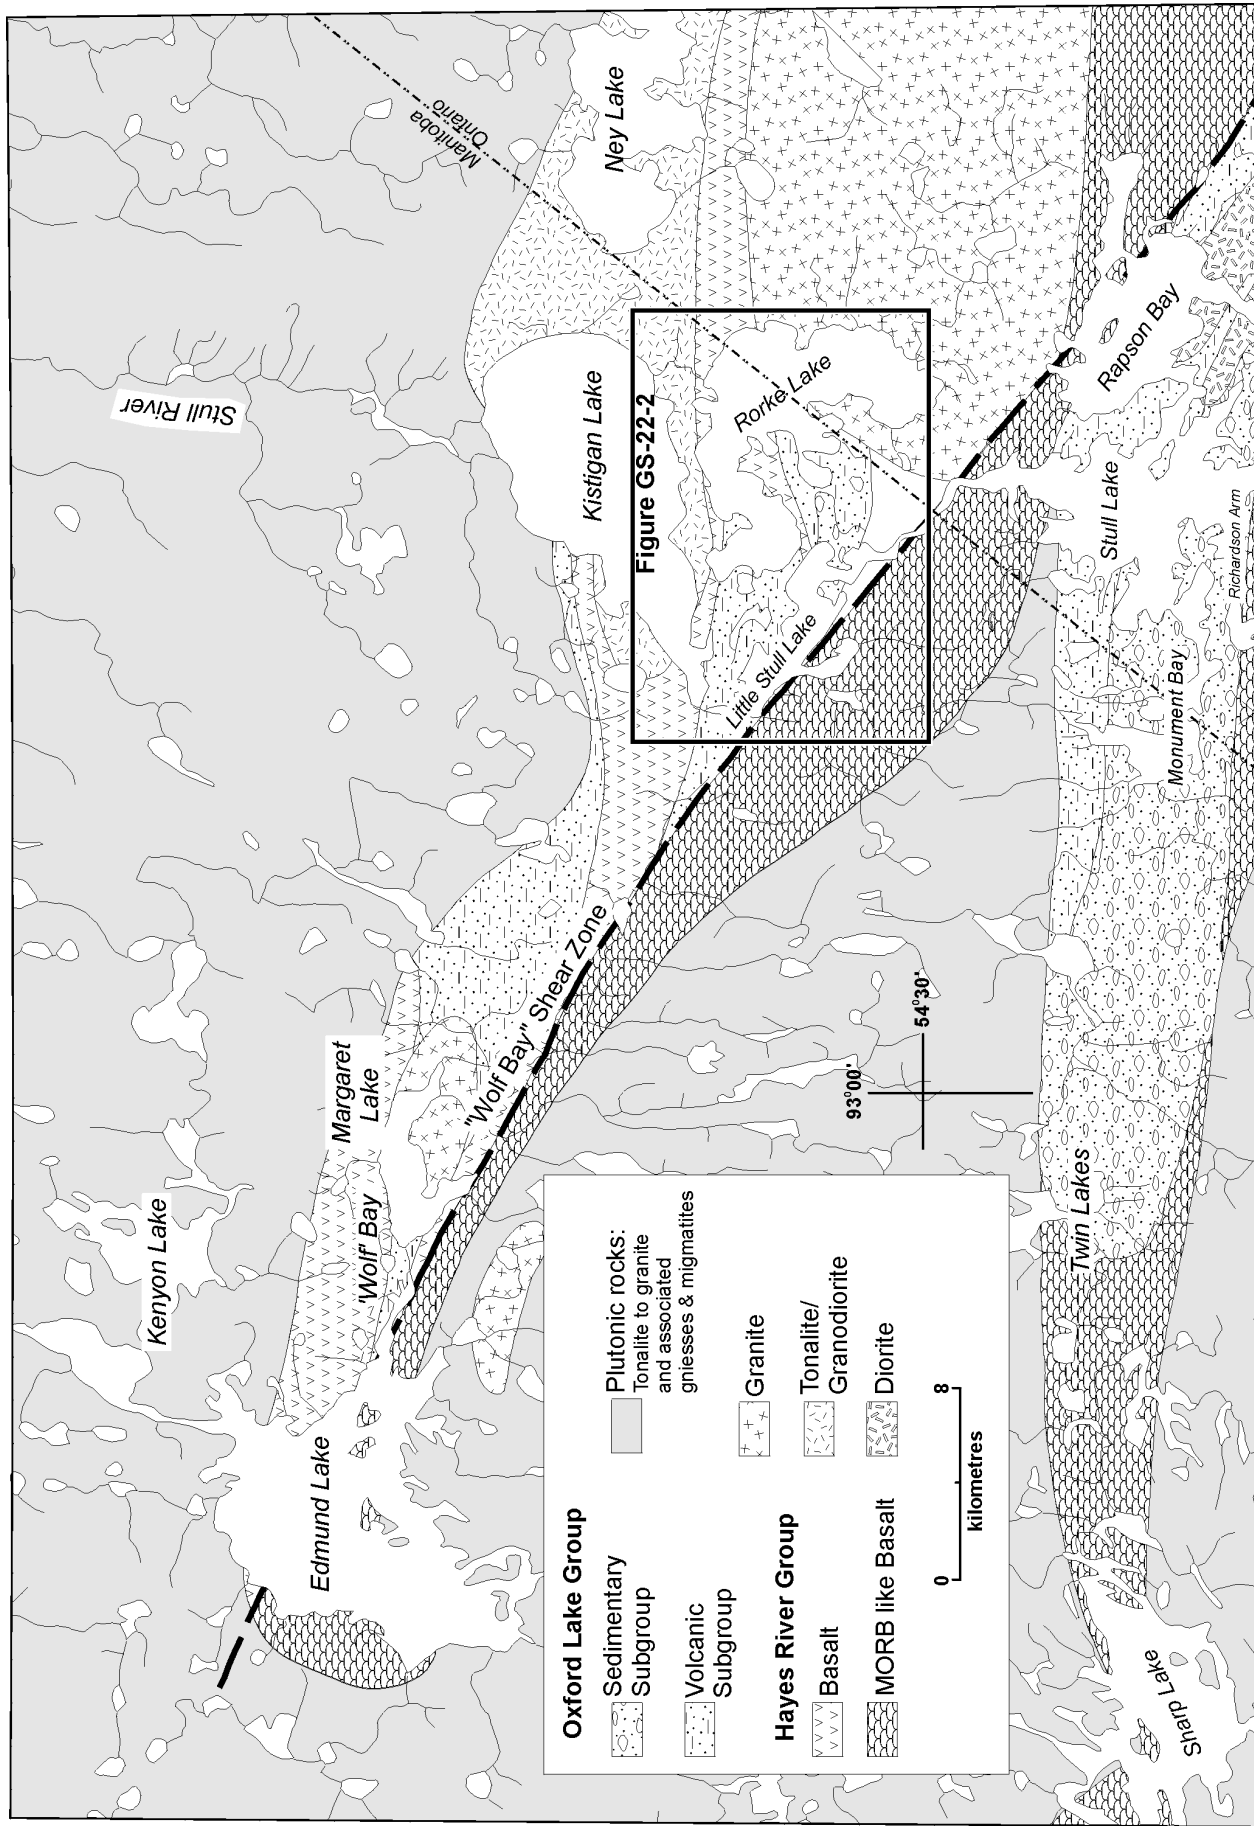 Kenyon Lake
Stull River
Manitoba
Ontario
Margaret
Lake
Edmund Lake
'Wolf' Bay
"Wolf Bay" Shear Zone
Kistigan Lake
Ney Lake
Figure GS-22-2
Rorke Lake
Little Stull Lake
93°00'
54°30'
Rapson Bay
Stull Lake
Richardson Arm
Monument Bay
Twin Lakes
Sharp Lake
Oxford Lake Group
Sedimentary
Subgroup
Volcanic
Subgroup
Hayes River Group
Basalt
MORB like Basalt
Plutonic rocks:
Tonalite to granite
and associated
gniesses & migmatites
Granite
Tonalite/
Granodiorite
Diorite
0 8
kilometres